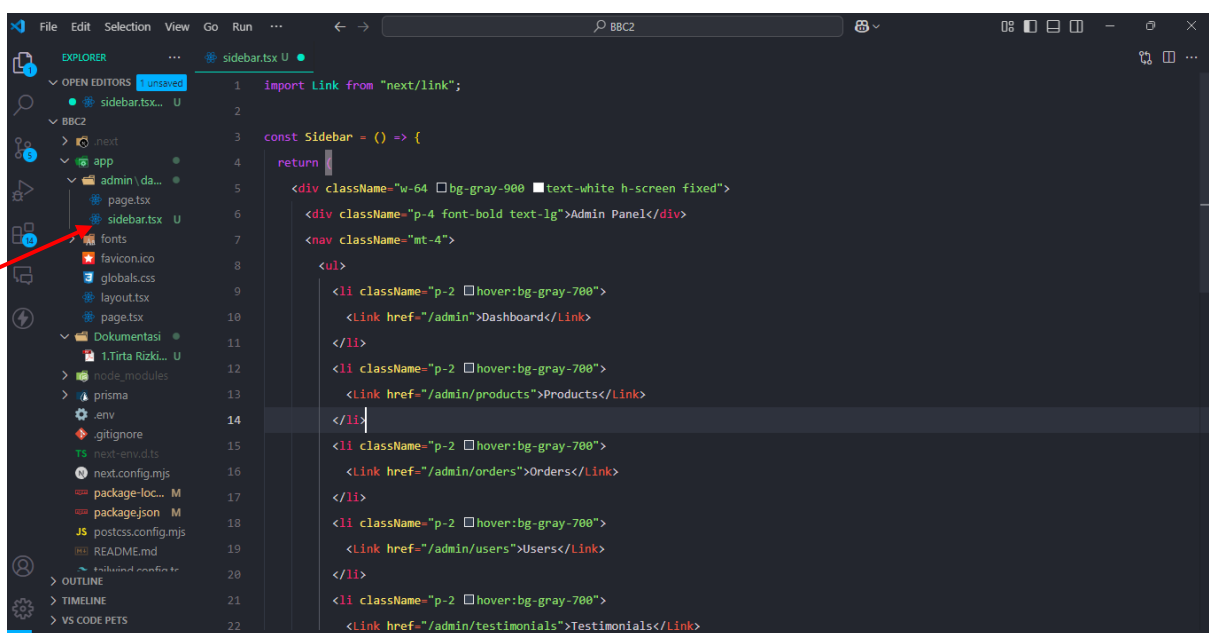 File Edit Selection View Go Run ··· BBC2
EXPLORER ···
OPEN EDITORS 1 unsaved
sidebar.tsx... U
BBC2
.next
app
admin\da...
page.tsx
sidebar.tsx U
fonts
favicon.ico
globals.css
layout.tsx
page.tsx
Dokumentasi
1.Tirta Rizki... U
node_modules
prisma
.env
.gitignore
TS next-env.d.ts
N next.config.mjs
package-loc... M
package.json M
JS postcss.config.mjs
README.md
tailwind.config.ts
OUTLINE
TIMELINE
VS CODE PETS
1
5
14
sidebar.tsx U
1 import Link from "next/link";
2
3 const Sidebar = () => {
4 return (
5 <div className="w-64 bg-gray-900 text-white h-screen fixed">
6 <div className="p-4 font-bold text-lg">Admin Panel</div>
7 <nav className="mt-4">
8 <ul>
9 <li className="p-2 hover:bg-gray-700">
10 <Link href="/admin">Dashboard</Link>
11 </li>
12 <li className="p-2 hover:bg-gray-700">
13 <Link href="/admin/products">Products</Link>
14 </li>
15 <li className="p-2 hover:bg-gray-700">
16 <Link href="/admin/orders">Orders</Link>
17 </li>
18 <li className="p-2 hover:bg-gray-700">
19 <Link href="/admin/users">Users</Link>
20 </li>
21 <li className="p-2 hover:bg-gray-700">
22 <Link href="/admin/testimonials">Testimonials</Link>